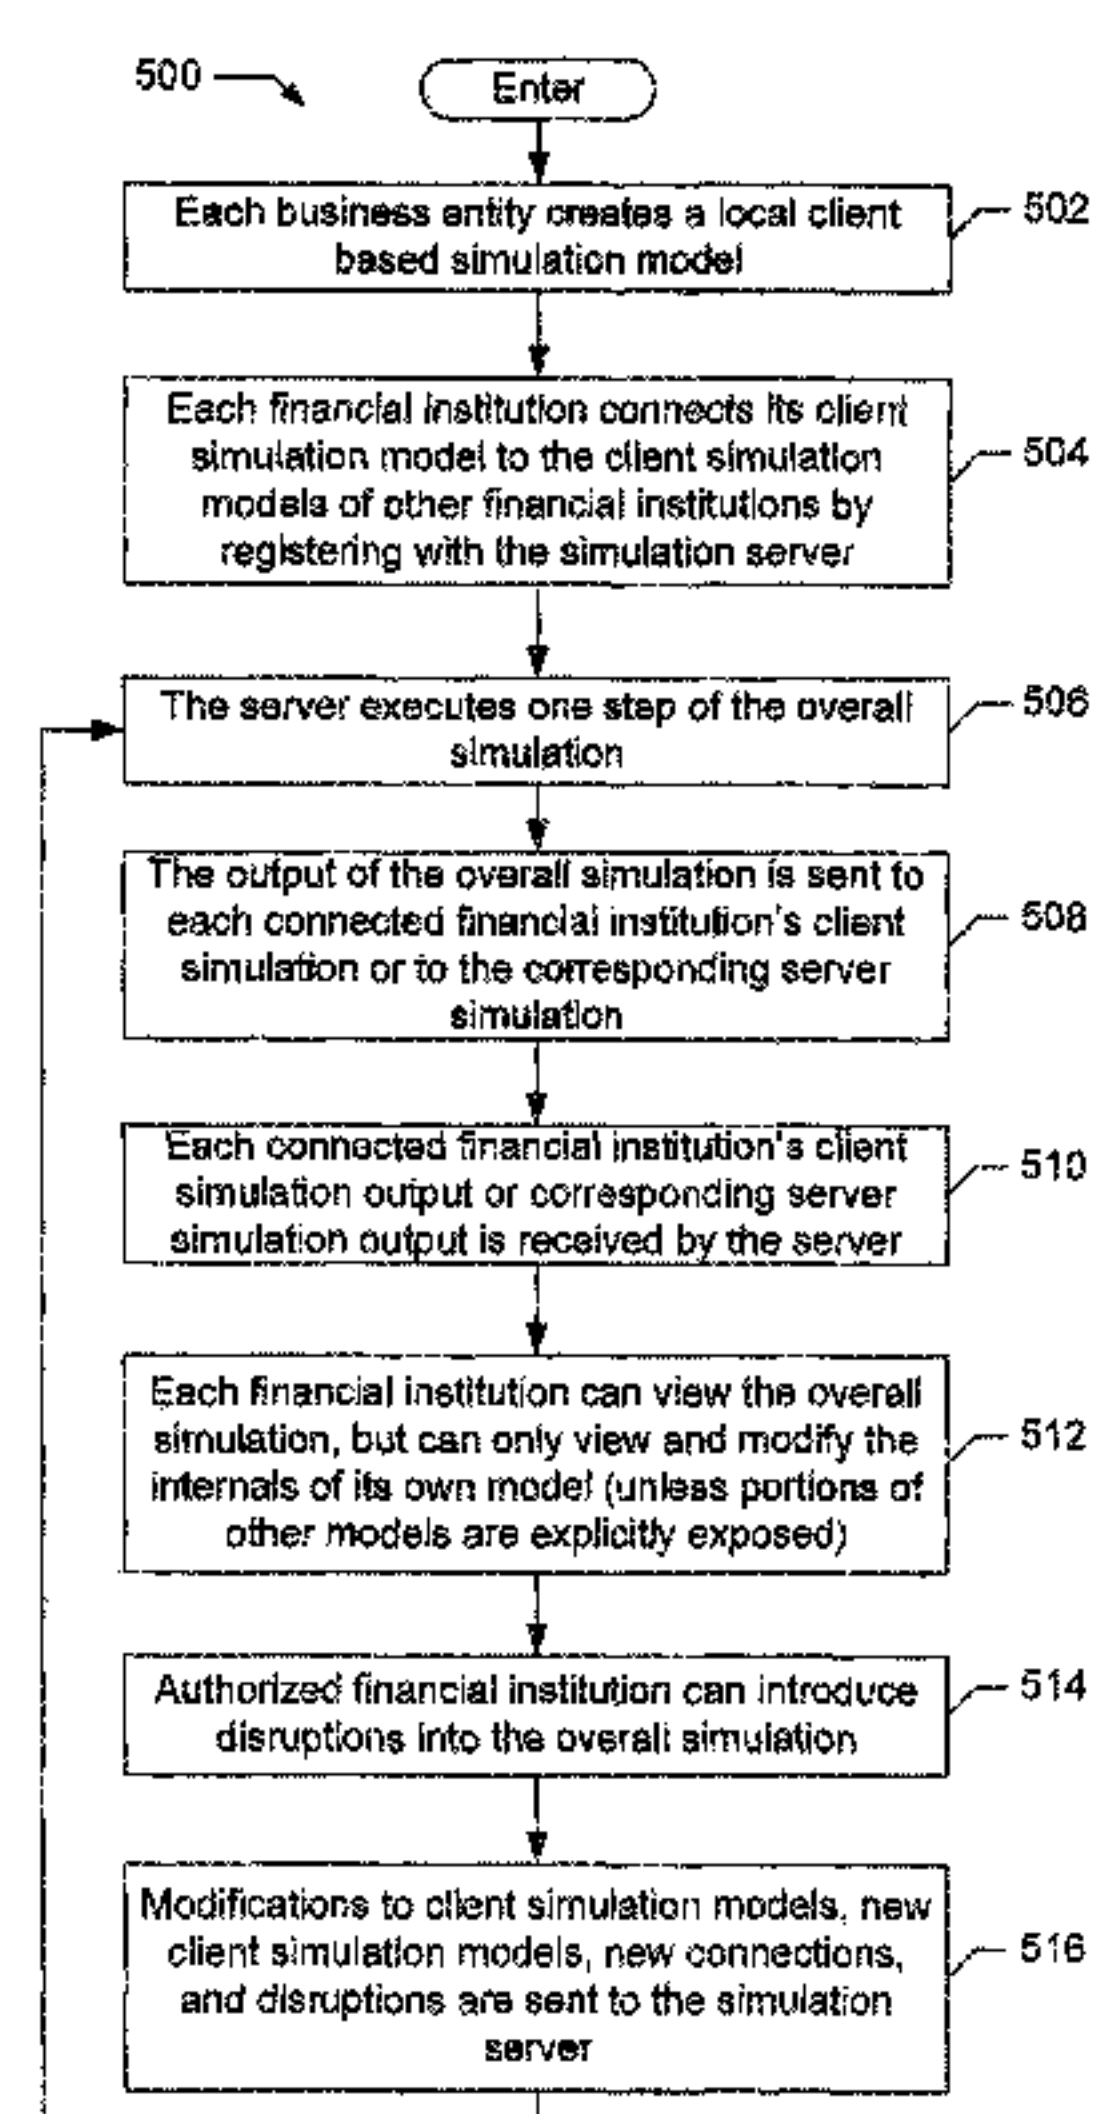 500
Enter
Each business entity creates a local client
based simulation model
502
Each financial institution connects its client
simulation model to the client simulation
models of other financial institutions by
registering with the simulation server
504
The server executes one step of the overall
simulation
506
The output of the overall simulation is sent to
each connected financial institution's client
simulation or to the corresponding server
simulation
508
Each connected financial institution's client
simulation output or corresponding server
simulation output is received by the server
510
Each financial institution can view the overall
simulation, but can only view and modify the
internals of its own model (unless portions of
other models are explicitly exposed)
512
Authorized financial institution can introduce
disruptions into the overall simulation
514
Modifications to client simulation models, new
client simulation models, new connections,
and disruptions are sent to the simulation
server
516